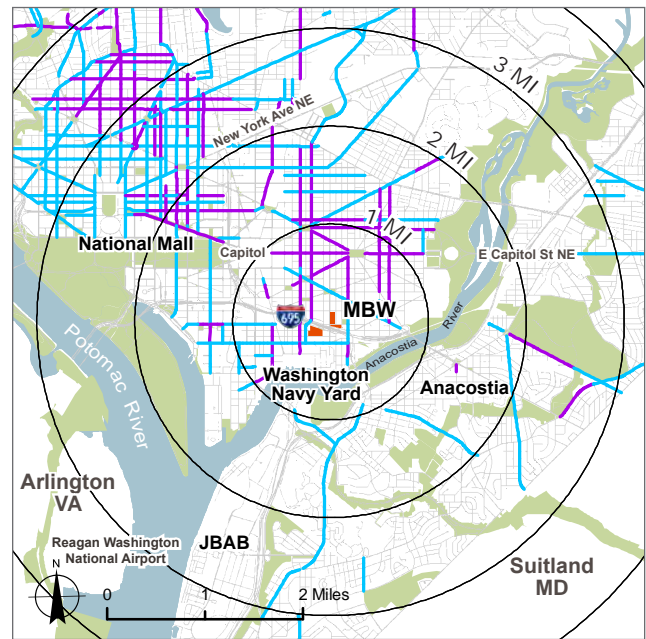 3 MI
New York Ave NE
2 MI
1 MI
National Mall
Capitol
E Capitol St NE
695
MBW
Anacostia
River
Potomac River
Washington
Navy Yard
Anacostia
Arlington
VA
Reagan Washington
National Airport
JBAB
Suitland
MD
N
0 1 2 Miles